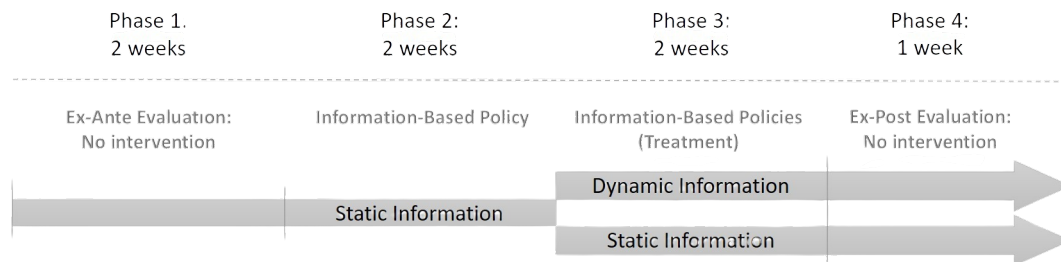 Phase 1.
2 weeks
Phase 2:
2 weeks
Phase 3:
2 weeks
Phase 4:
1 week
Ex-Ante Evaluation:
No intervention
Information-Based Policy
Information-Based Policies
(Treatment)
Ex-Post Evaluation:
No intervention
Dynamic Information
Static Information
Static Information